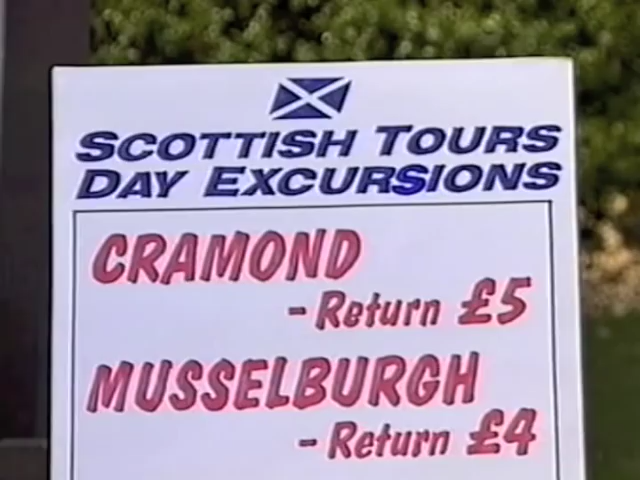 SCOTTISH TOURS
DAY EXCURSIONS
CRAMOND
- Return £5
MUSSELBURGH
- Return £4